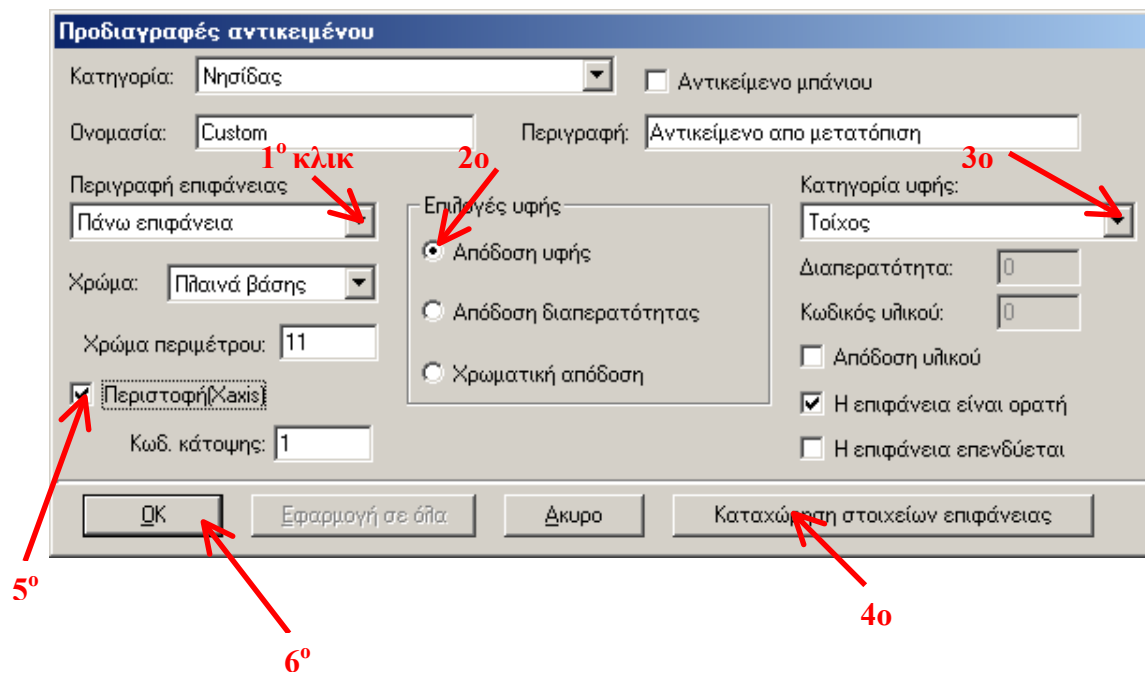 Προδιαγραφές αντικειμένου
Κατηγορία: Νησίδας Αντικείμενο μπάνιου
Ονομασία: Custom Περιγραφή: Αντικείμενο απο μετατόπιση
1ο κλικ 2ο 3ο
Περιγραφή επιφάνειας Επιλογές υφής Κατηγορία υφής:
Πάνω επιφάνεια Τοίχος
Απόδοση υφής
Διαπερατότητα: 0
Χρώμα: Πλαινά βάσης
Απόδοση διαπερατότητας Κωδικός υλικού: 0
Χρώμα περιμέτρου: 11
Απόδοση υλικού
Χρωματική απόδοση
Περιστοφή(Xaxis) Η επιφάνεια είναι ορατή
Κωδ. κάτοψης: 1 Η επιφάνεια επενδύεται
OK Εφαρμογή σε όλα Ακυρο Καταχώρηση στοιχείων επιφάνειας
5ο
4ο
6ο